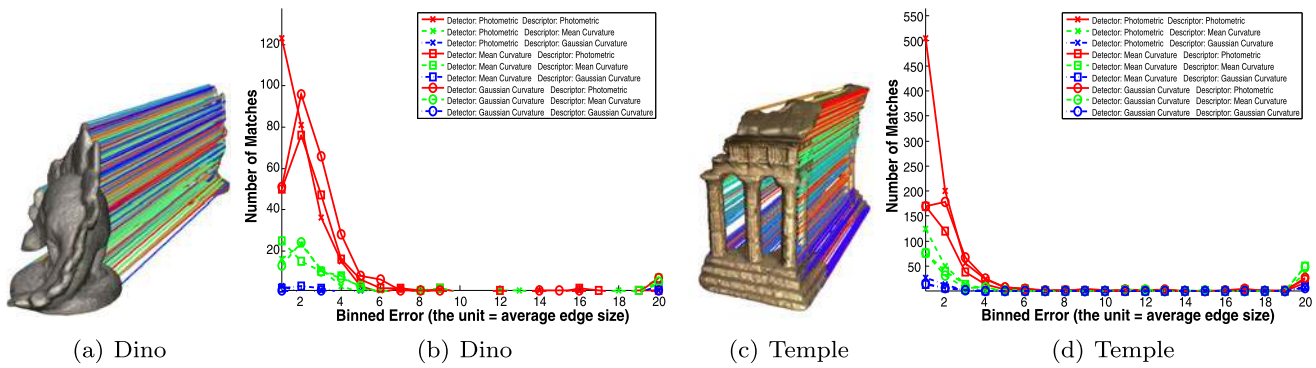 Number of Matches
120
100
80
60
40
20
2 4 6 8 10 12 14 16 18 20
Binned Error (the unit = average edge size)
Detector: Photometric Descriptor: Photometric
Detector: Photometric Descriptor: Mean Curvature
Detector: Photometric Descriptor: Gaussian Curvature
Detector: Mean Curvature Descriptor: Photometric
Detector: Mean Curvature Descriptor: Mean Curvature
Detector: Mean Curvature Descriptor: Gaussian Curvature
Detector: Gaussian Curvature Descriptor: Photometric
Detector: Gaussian Curvature Descriptor: Mean Curvature
Detector: Gaussian Curvature Descriptor: Gaussian Curvature
Number of Matches
550
500
450
400
350
300
250
200
150
100
50
2 4 6 8 10 12 14 16 18 20
Binned Error (the unit = average edge size)
Detector: Photometric Descriptor: Photometric
Detector: Photometric Descriptor: Mean Curvature
Detector: Photometric Descriptor: Gaussian Curvature
Detector: Mean Curvature Descriptor: Photometric
Detector: Mean Curvature Descriptor: Mean Curvature
Detector: Mean Curvature Descriptor: Gaussian Curvature
Detector: Gaussian Curvature Descriptor: Photometric
Detector: Gaussian Curvature Descriptor: Mean Curvature
Detector: Gaussian Curvature Descriptor: Gaussian Curvature
(a) Dino
(b) Dino
(c) Temple
(d) Temple